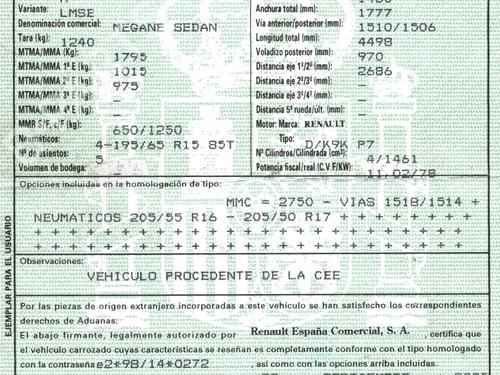 Variante: LMSE
Denominación comercial: MEGANE SEDAN
Tara (kg): 1240
MTMA/MMA (Kg): 1795
MTMA/MMA 1º E (kg): 1015
MTMA/MMA 2º E (kg): 975
MTMA/MMA 3º E (kg): _
MTMA/MMA 4º E (kg): _
MMR S/F, c/F (kg): 650/1250
Neumáticos: 4-195/65 R15 85T
Nº de asientos: 5
Volumen de bodega: _
Anchura total (mm): 1777
Vía anterior/posterior (mm): 1510/1506
Longitud total (mm): 4498
Voladizo posterior (mm): 970
Distancia eje 1º/2º (mm): 2686
Distancia eje 2º/3º (mm): _
Distancia eje 3º/4º (mm): _
Distancia 5ª rueda/ult. (mm): _
Motor: Marca: RENAULT
Tipo: D/K9K P7
Nº Cilindros/Cilindrada (cm³): 4/1461
Potencia fiscal/real (C.V.F/KW): 11.02/78
Opciones incluidas en la homologación de tipo:
MMC = 2750 - VIAS 1518/1514 +
NEUMATICOS 205/55 R16 - 205/50 R17 + + + + + +
+ + + + + + + + + + + + + + + + + + +
+ + + + + + + + + + + + + + + + + + +
Observaciones:
VEHICULO PROCEDENTE DE LA CEE
Por las piezas de origen extranjero incorporadas a este vehículo se han satisfecho los correspondientes
derechos de Aduanas.
El abajo firmante, legalmente autorizado por Renault España Comercial, S. A. , certifica que
el vehículo carrozado cuyas características se reseñan es completamente conforme con el tipo homologado
con la contraseña e2*98/14*0272 , así como con las opciones arriba incluidas.
EJEMPLAR PARA EL USUARIO